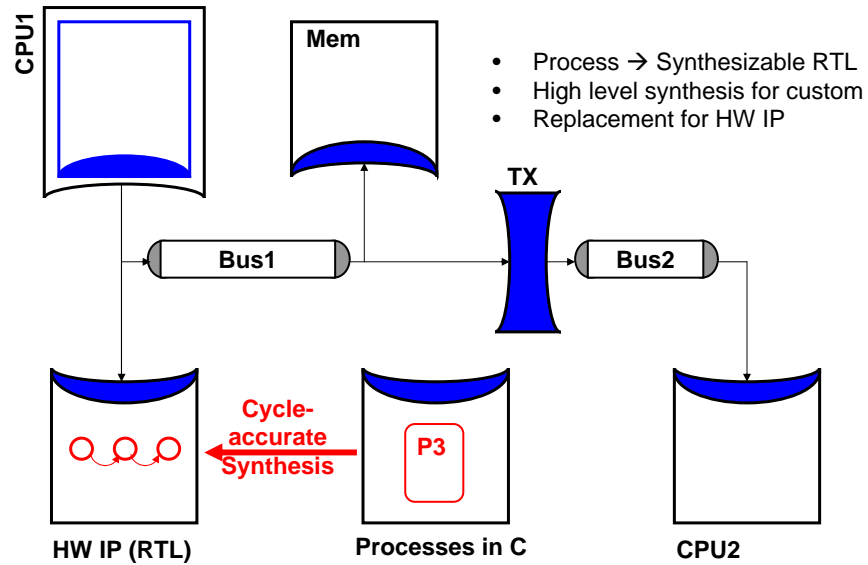 CPU1
Mem
• Process → Synthesizable RTL
• High level synthesis for custom
• Replacement for HW IP
TX
Bus1
Bus2
Cycle-
accurate
Synthesis
P3
HW IP (RTL)
Processes in C
CPU2